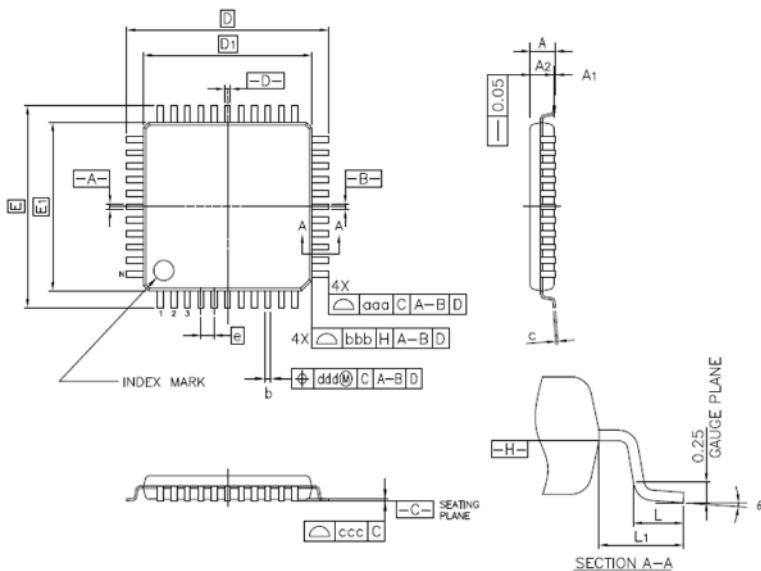 D
D1
-D-
A
A2
A1
0.05
-A-
-B-
E
E1
A A
N
4X
aaa C A-B D
1 2 3
e
4X bbb H A-B D
c
INDEX MARK
ddd Ⓜ C A-B D
b
-H-
0.25
GAUGE PLANE
-C- SEATING
PLANE
ccc C
L
L1
SECTION A-A